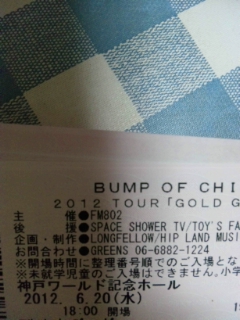 BUMP OF CHI
2012 TOUR「GOLD G
主　　催●FM802
後　　援●SPACE SHOWER TV/TOY'S FA
企画・制作●LONGFELLOW/HIP LAND MUSI
お問合わせ●GREENS 06-6882-1224
※開場時間に整理番号順でのご入場とな
※未就学児童のご入場はできません。小学
神戸ワールド記念ホール
2012. 6.20(水)
18:00 開場